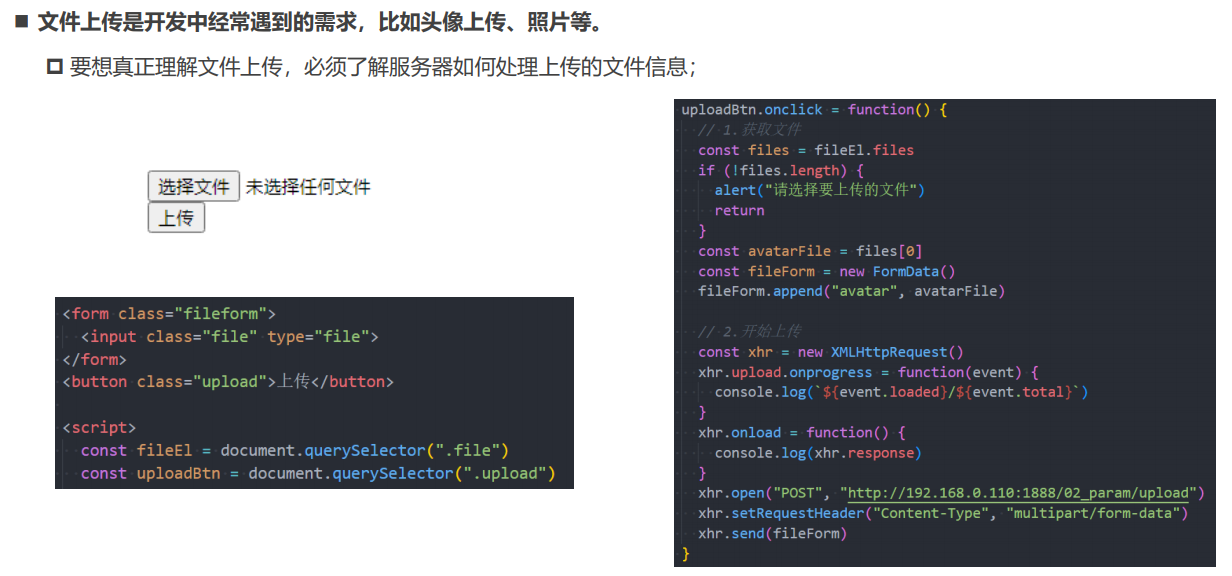 文件上传是开发中经常遇到的需求，比如头像上传、照片等。
要想真正理解文件上传，必须了解服务器如何处理上传的文件信息；
选择文件 未选择任何文件
上传
<form class="fileform">
  <input class="file" type="file">
</form>
<button class="upload">上传</button>
<script>
  const fileEl = document.querySelector(".file")
  const uploadBtn = document.querySelector(".upload")
uploadBtn.onclick = function() {
  // 1.获取文件
  const files = fileEl.files
  if (!files.length) {
    alert("请选择要上传的文件")
    return
  }
  const avatarFile = files[0]
  const fileForm = new FormData()
  fileForm.append("avatar", avatarFile)
  // 2.开始上传
  const xhr = new XMLHttpRequest()
  xhr.upload.onprogress = function(event) {
    console.log(`${event.loaded}/${event.total}`)
  }
  xhr.onload = function() {
    console.log(xhr.response)
  }
  xhr.open("POST", "http://192.168.0.110:1888/02_param/upload")
  xhr.setRequestHeader("Content-Type", "multipart/form-data")
  xhr.send(fileForm)
}